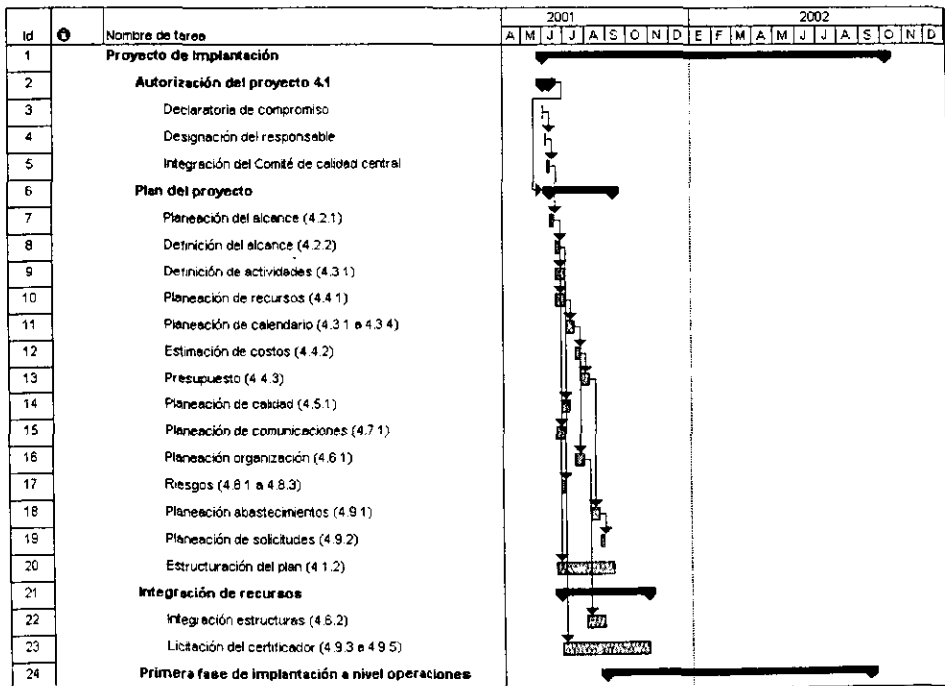 2001 2002
Id Nombre de tarea A M J J A S O N D E F M A M J J A S O N D
1 Proyecto de Implantación
2 Autorización del proyecto 4.1
3 Declaratoria de compromiso
4 Designación del responsable
5 Integración del Comité de calidad central
6 Plan del proyecto
7 Planeación del alcance (4.2.1)
8 Definición del alcance (4.2.2)
9 Definición de actividades (4.3 1)
10 Planeación de recursos (4.4 1)
11 Planeación de calendario (4.3 1 a 4.3 4)
12 Estimación de costos (4.4.2)
13 Presupuesto (4 4.3)
14 Planeación de calidad (4.5.1)
15 Planeación de comunicaciones (4.7 1)
16 Planeación organización (4.6 1)
17 Riesgos (4.8 1 a 4.8.3)
18 Planeación abastecimientos (4.9.1)
19 Planeación de solicitudes (4.9.2)
20 Estructuración del plan (4.1.2)
21 Integración de recursos
22 Integración estructuras (4.6.2)
23 Licitación del certificador (4.9.3 a 4 9 5)
24 Primera fase de implantación a nivel operaciones